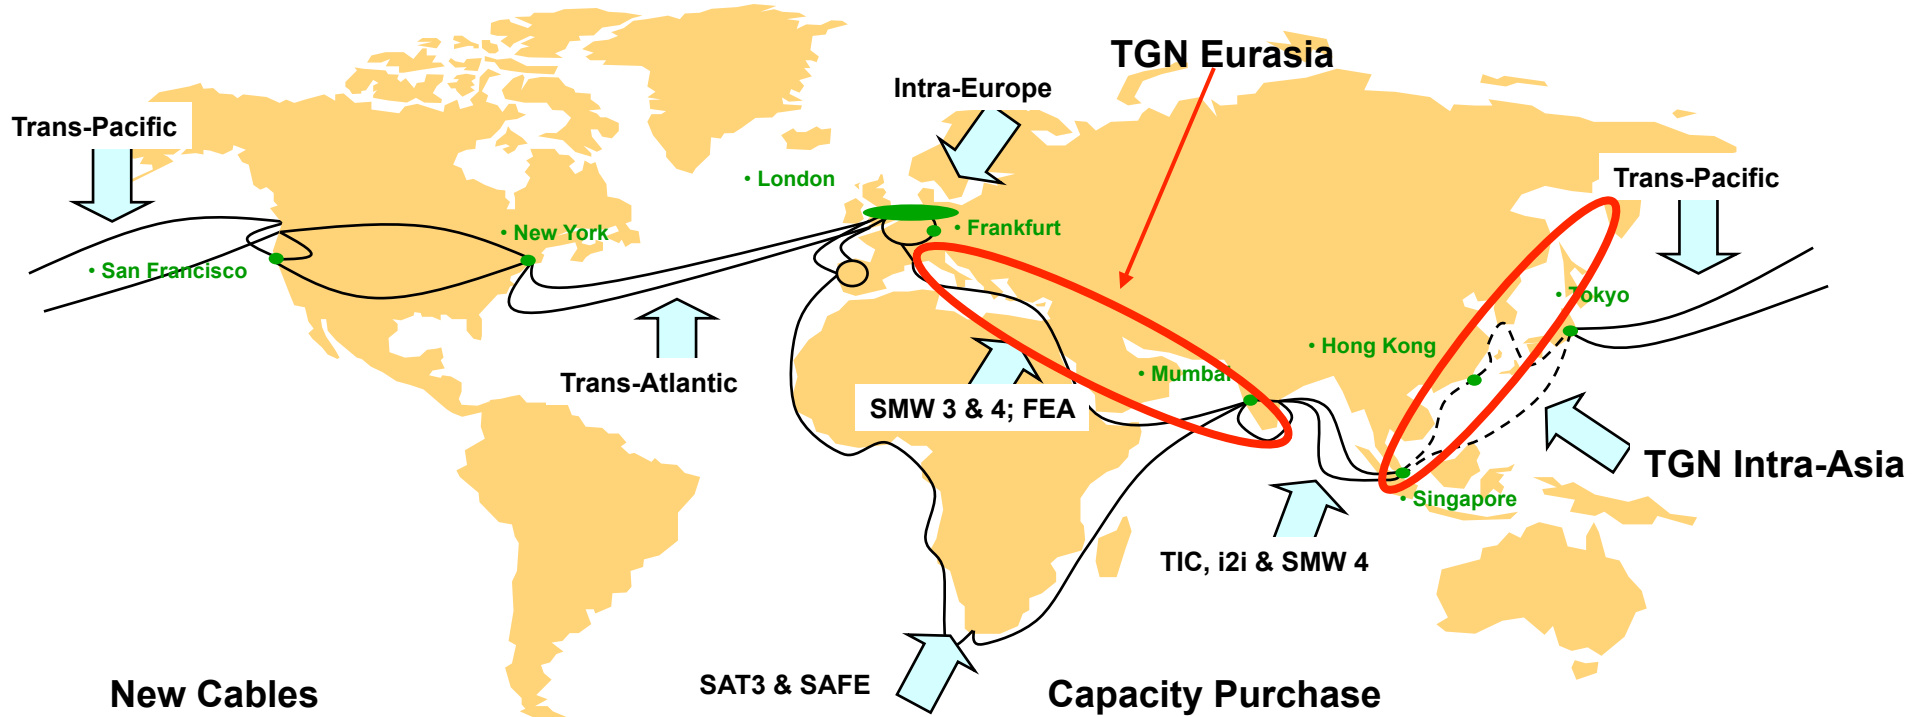 TGN Eurasia
Intra-Europe
Trans-Pacific
• London
Trans-Pacific
• New York
• Frankfurt
• San Francisco
• Tokyo
• Hong Kong
Trans-Atlantic
• Mumbai
SMW 3 & 4; FEA
TGN Intra-Asia
• Singapore
TIC, i2i & SMW 4
SAT3 & SAFE
New Cables
Capacity Purchase